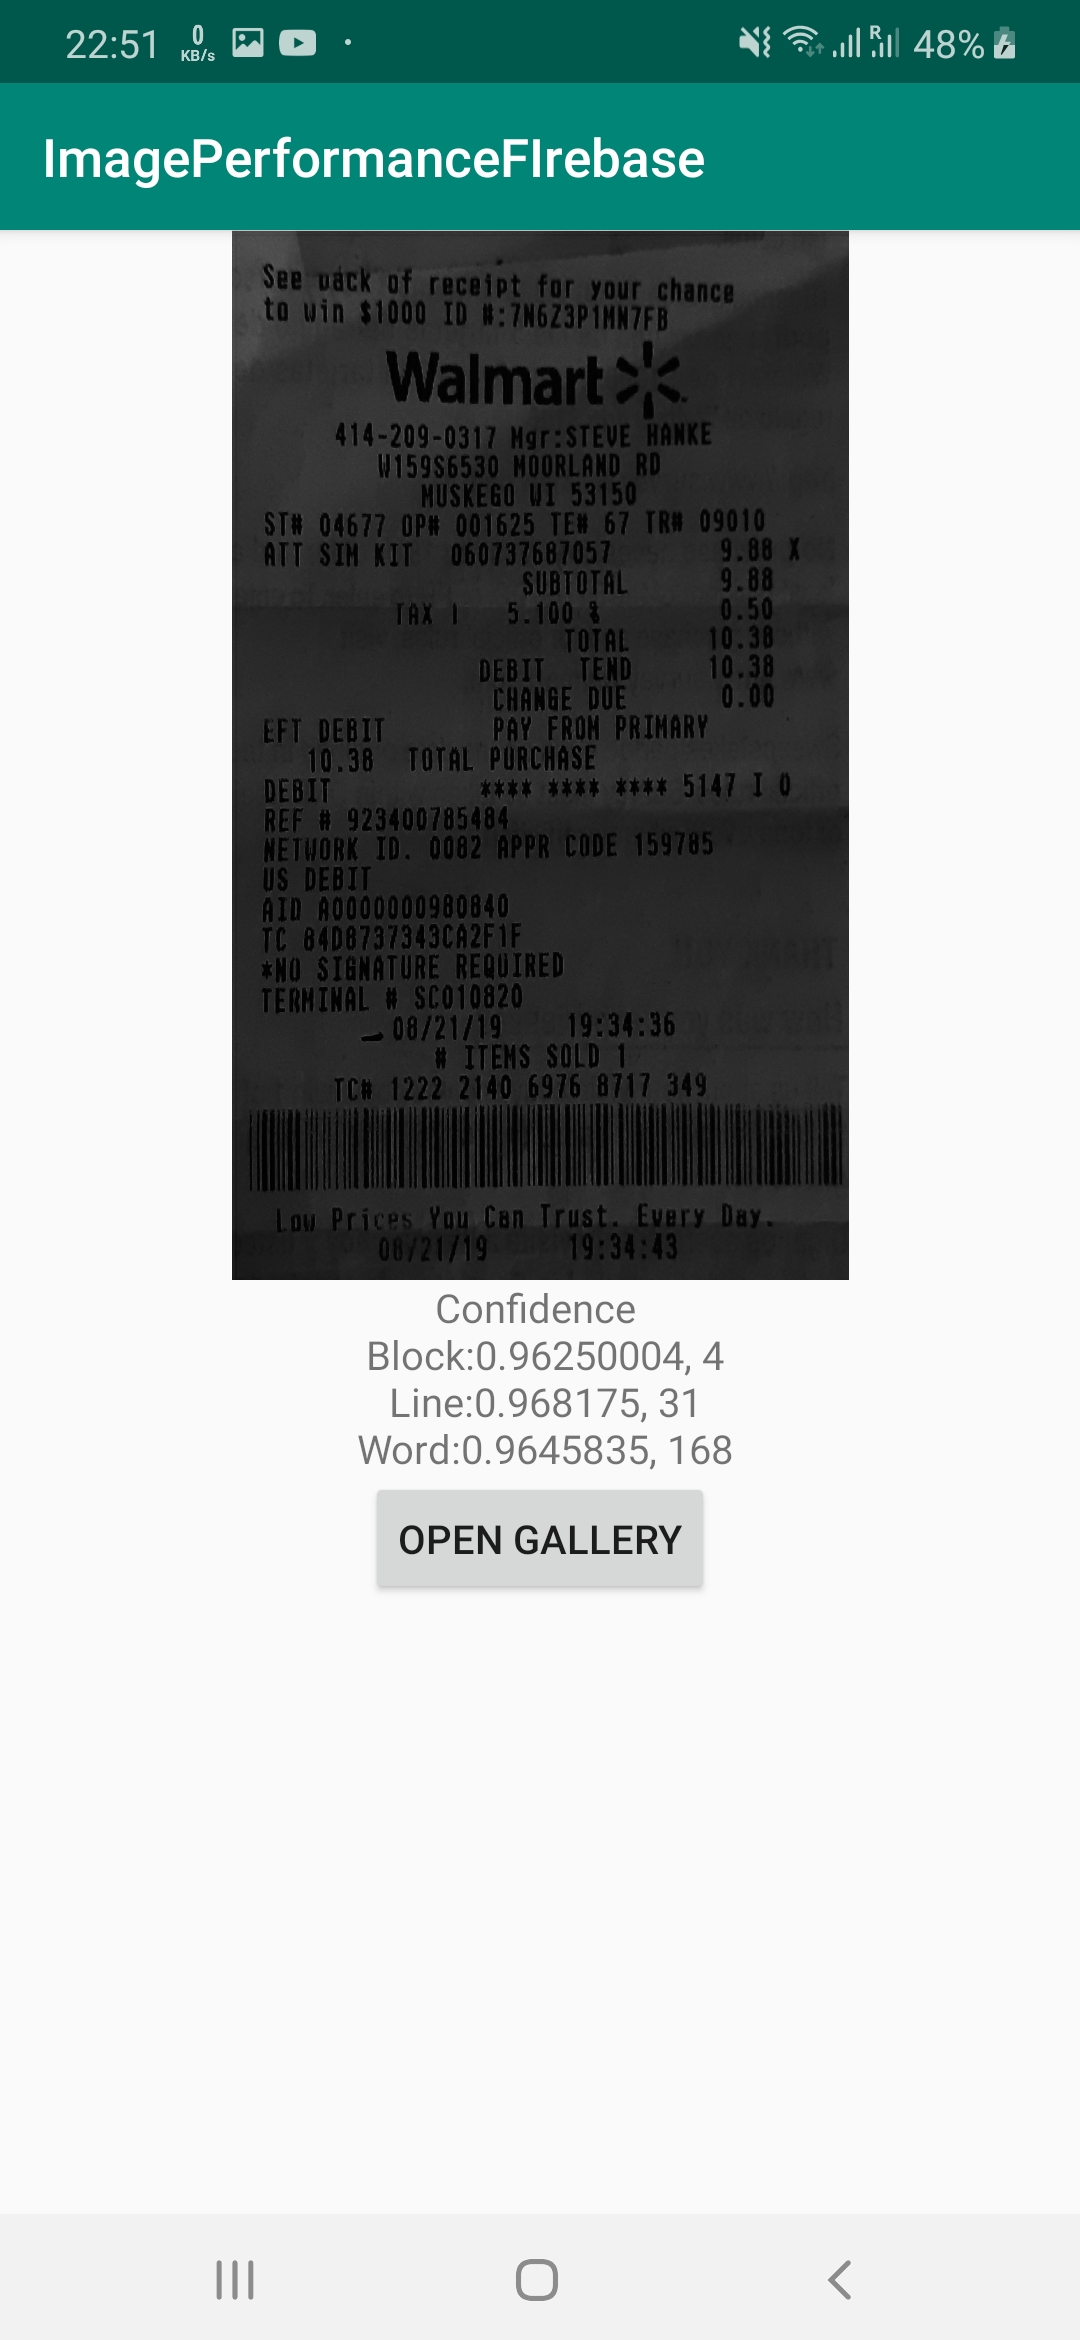 22:51 0 KB/s R 48%
ImagePerformanceFIrebase
See back of receipt for your chance
to win $1000 ID #:7N6Z3P1MN7FB
Walmart
414-209-0317 Mgr:STEVE HANKE
W159S6530 MOORLAND RD
MUSKEGO WI 53150
ST# 04677 OP# 001625 TE# 67 TR# 09010
ATT SIM KIT 060737687057 9.88 X
SUBTOTAL 9.88
TAX 1 5.100 % 0.50
TOTAL 10.38
DEBIT TEND 10.38
CHANGE DUE 0.00
EFT DEBIT PAY FROM PRIMARY
10.38 TOTAL PURCHASE
DEBIT **** **** **** 5147 I 0
REF # 923400785484
NETWORK ID. 0082 APPR CODE 159785
US DEBIT
AID A0000000980840
TC 84D8737343CA2F1F
*NO SIGNATURE REQUIRED
TERMINAL # SC010820
08/21/19 19:34:36
# ITEMS SOLD 1
TC# 1222 2140 6976 8717 349
Low Prices You Can Trust. Every Day.
08/21/19 19:34:43
Confidence
Block:0.96250004, 4
Line:0.968175, 31
Word:0.9645835, 168
OPEN GALLERY